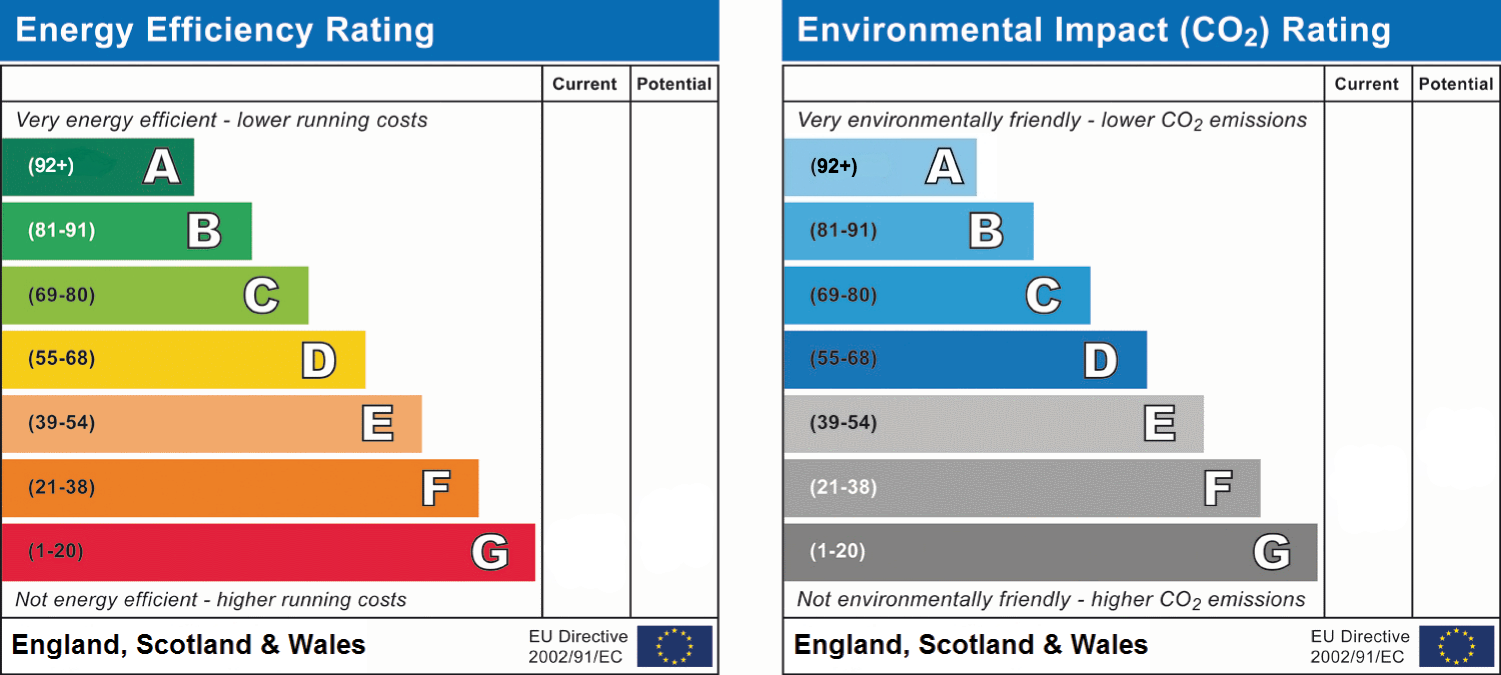 Energy Efficiency Rating
Current Potential
Very energy efficient - lower running costs
(92+) A
(81-91) B
(69-80) C
(55-68) D
(39-54) E
(21-38) F
(1-20) G
Not energy efficient - higher running costs
England, Scotland & Wales
EU Directive
2002/91/EC
Environmental Impact (CO₂) Rating
Current Potential
Very environmentally friendly - lower CO₂ emissions
(92+) A
(81-91) B
(69-80) C
(55-68) D
(39-54) E
(21-38) F
(1-20) G
Not environmentally friendly - higher CO₂ emissions
England, Scotland & Wales
EU Directive
2002/91/EC